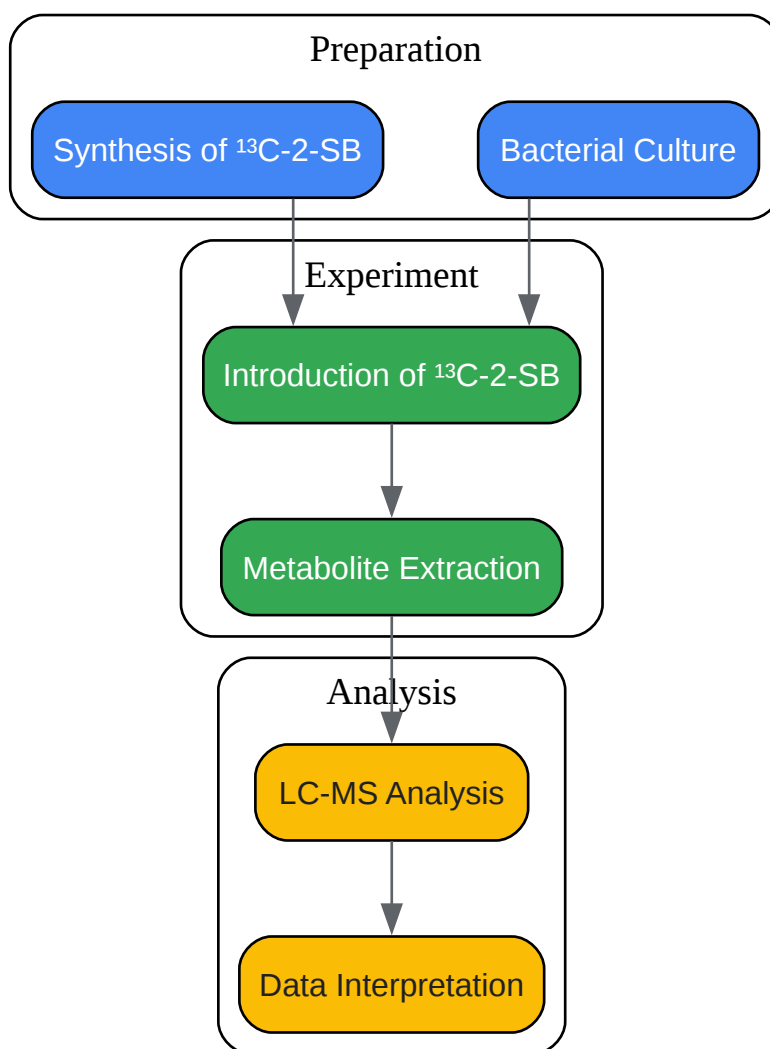 Preparation
Synthesis of ¹³C-2-SB
Bacterial Culture
Experiment
Introduction of ¹³C-2-SB
Metabolite Extraction
Analysis
LC-MS Analysis
Data Interpretation